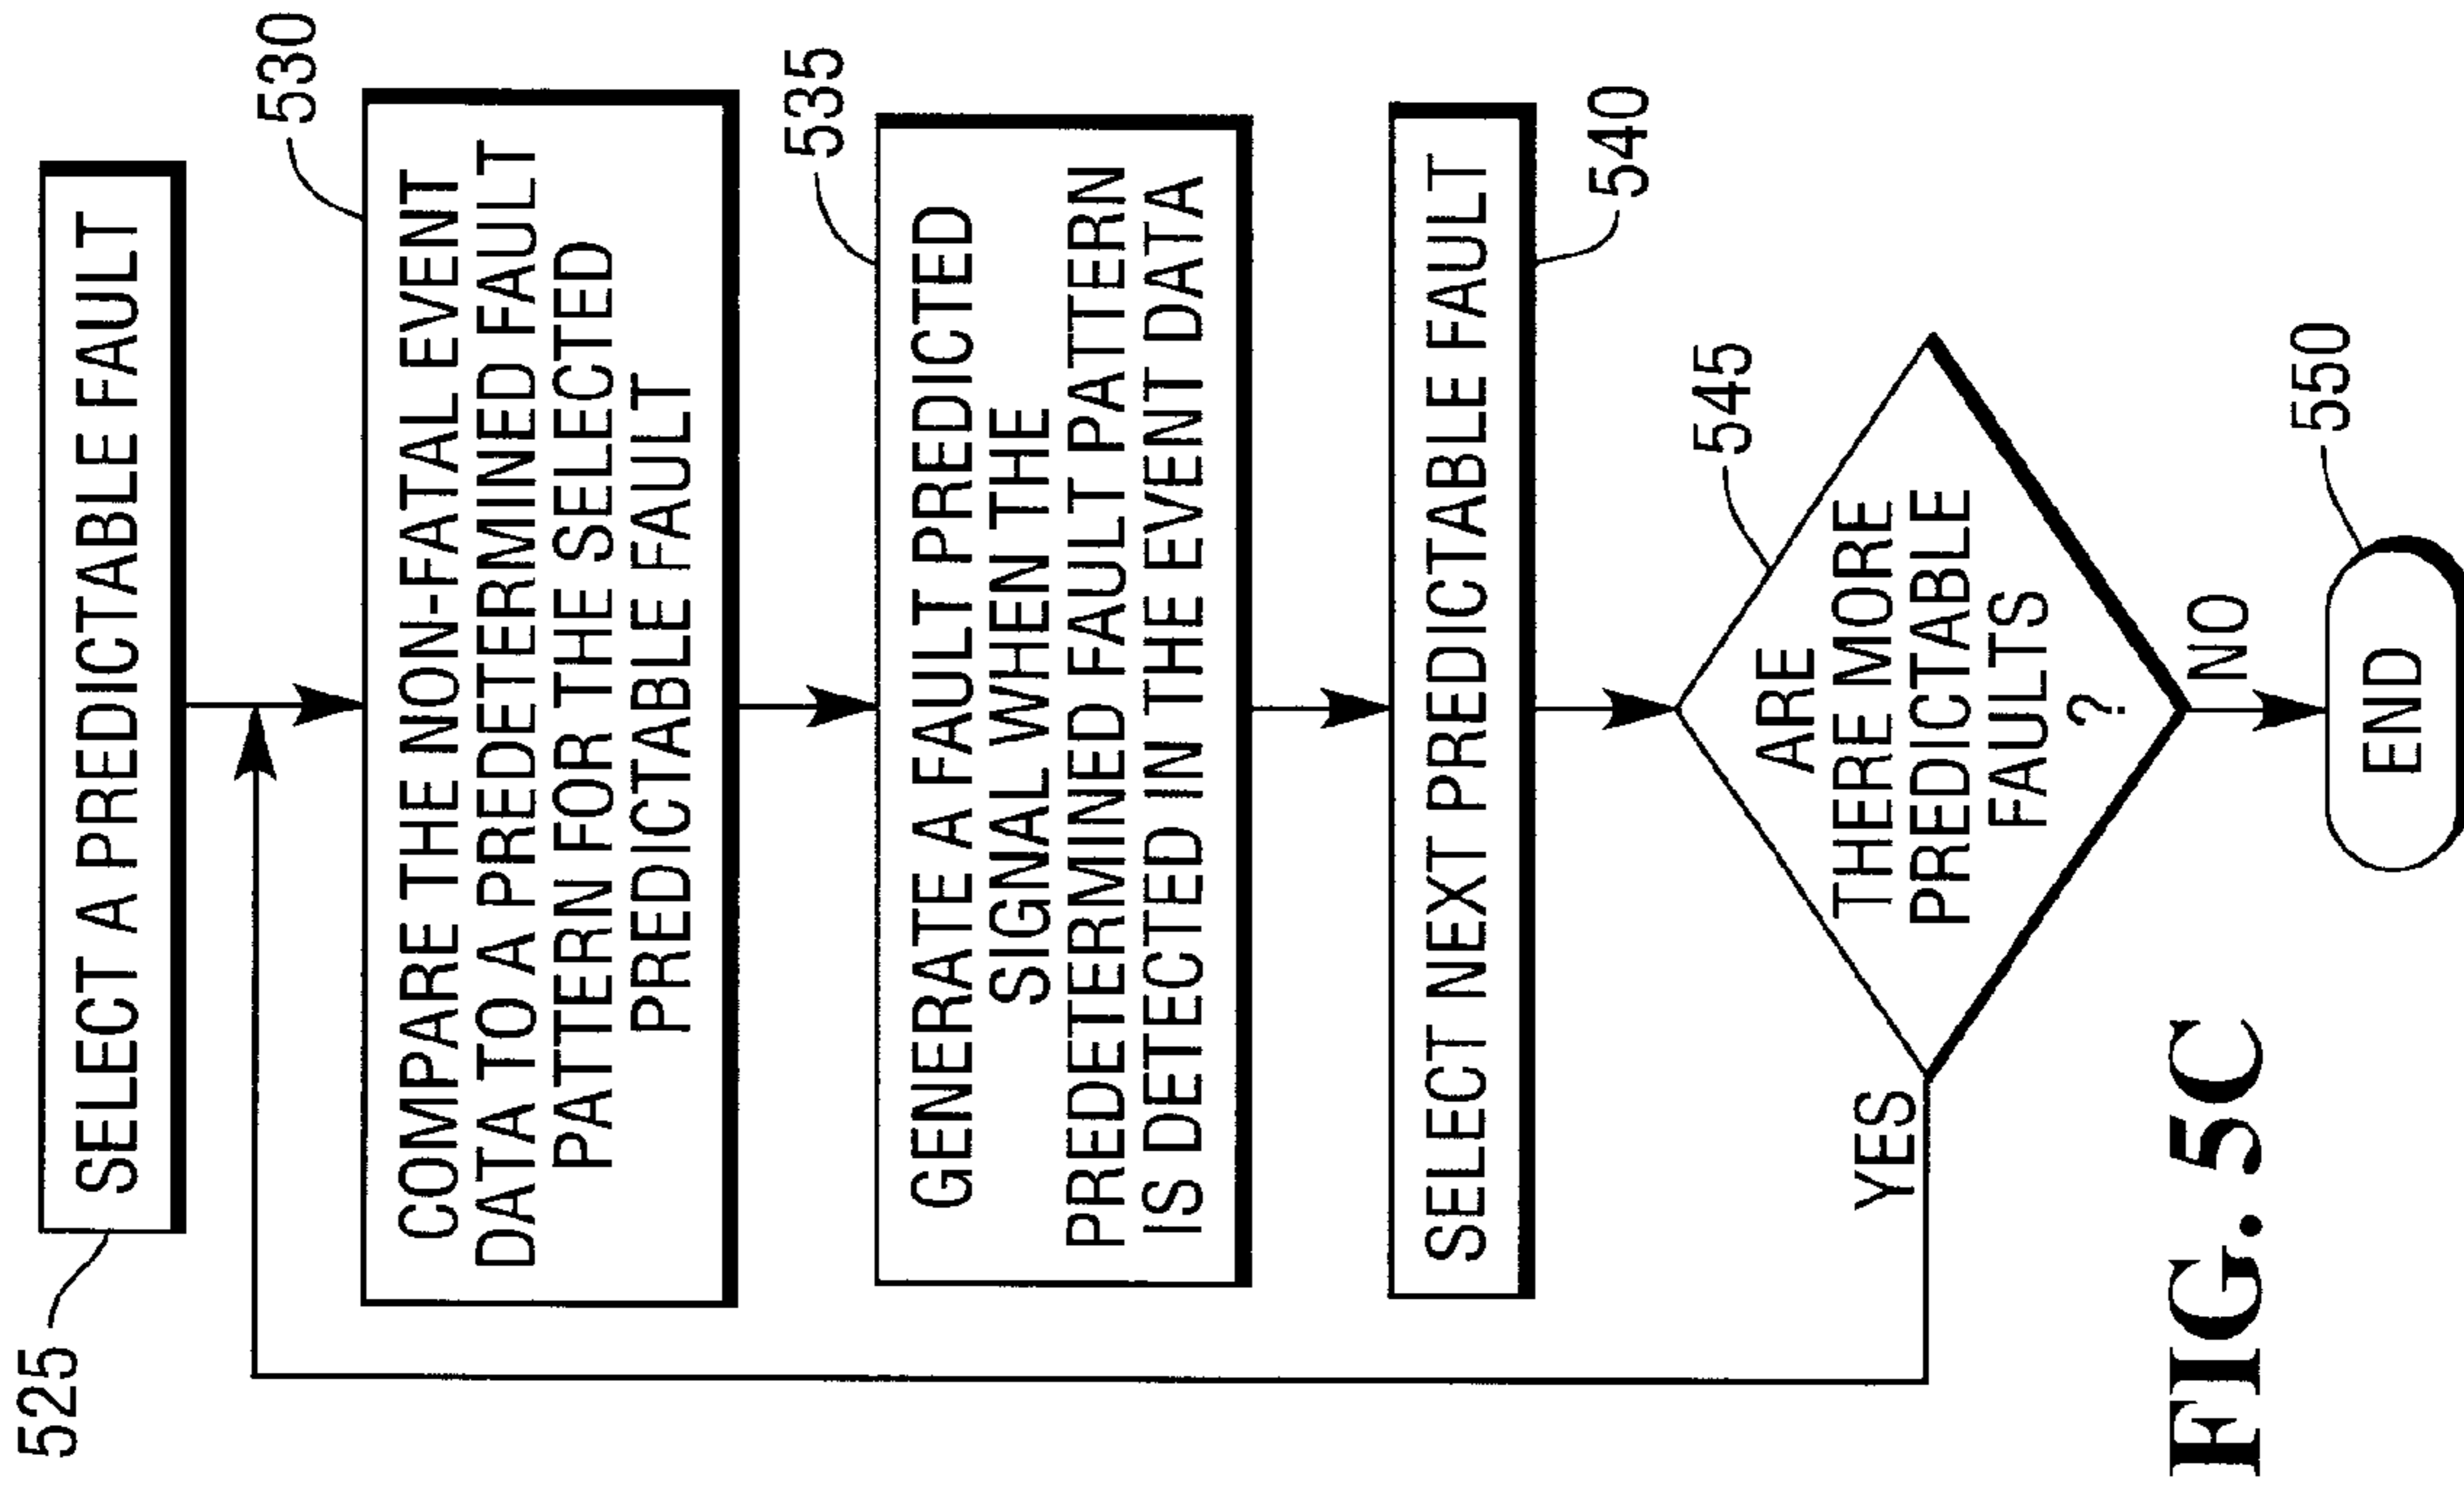 525
SELECT A PREDICTABLE FAULT
530
COMPARE THE NON-FATAL EVENT
DATA TO A PREDETERMINED FAULT
PATTERN FOR THE SELECTED
PREDICTABLE FAULT
535
GENERATE A FAULT PREDICTED
SIGNAL WHEN THE
PREDETERMINED FAULT PATTERN
IS DETECTED IN THE EVENT DATA
SELECT NEXT PREDICTABLE FAULT
540
545
ARE
THERE MORE
PREDICTABLE
FAULTS
?
YES
NO
550
END
FIG. 5C